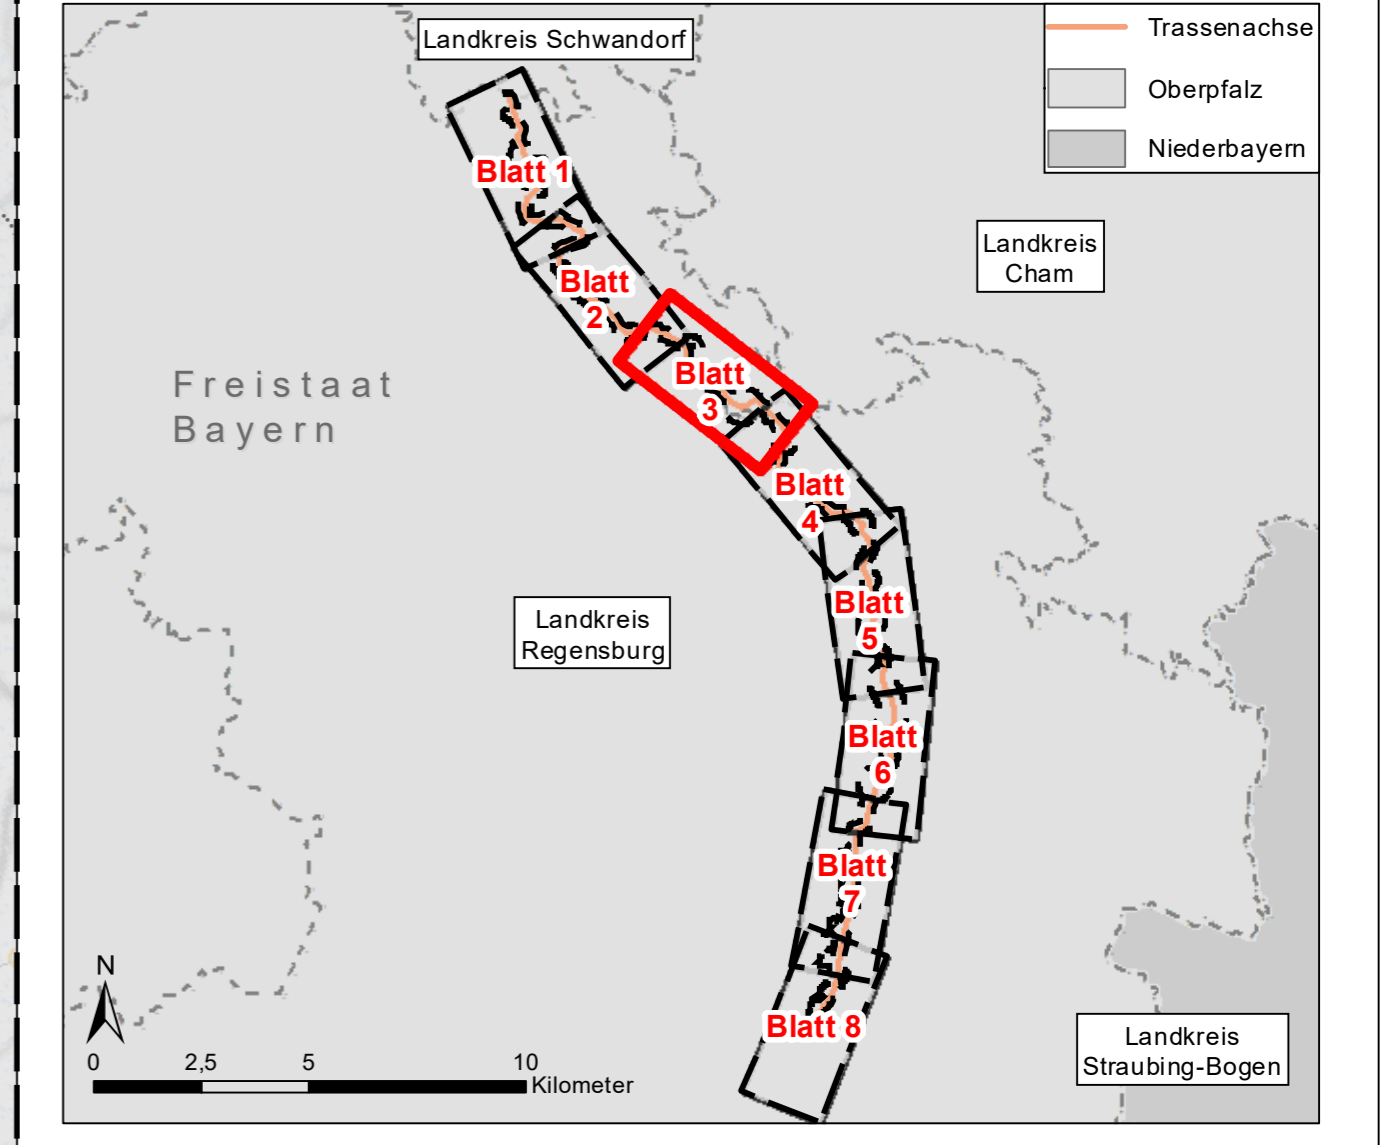 Landkreis Schwandorf
Trassenachse
Oberpfalz
Niederbayern
Blatt 1
Landkreis
Cham
Blatt
2
Freistaat
Bayern
Blatt
3
Blatt
4
Landkreis
Regensburg
Blatt
5
Blatt
6
Blatt
7
N
Blatt 8
Landkreis
Straubing-Bogen
0 2,5 5 10
Kilometer